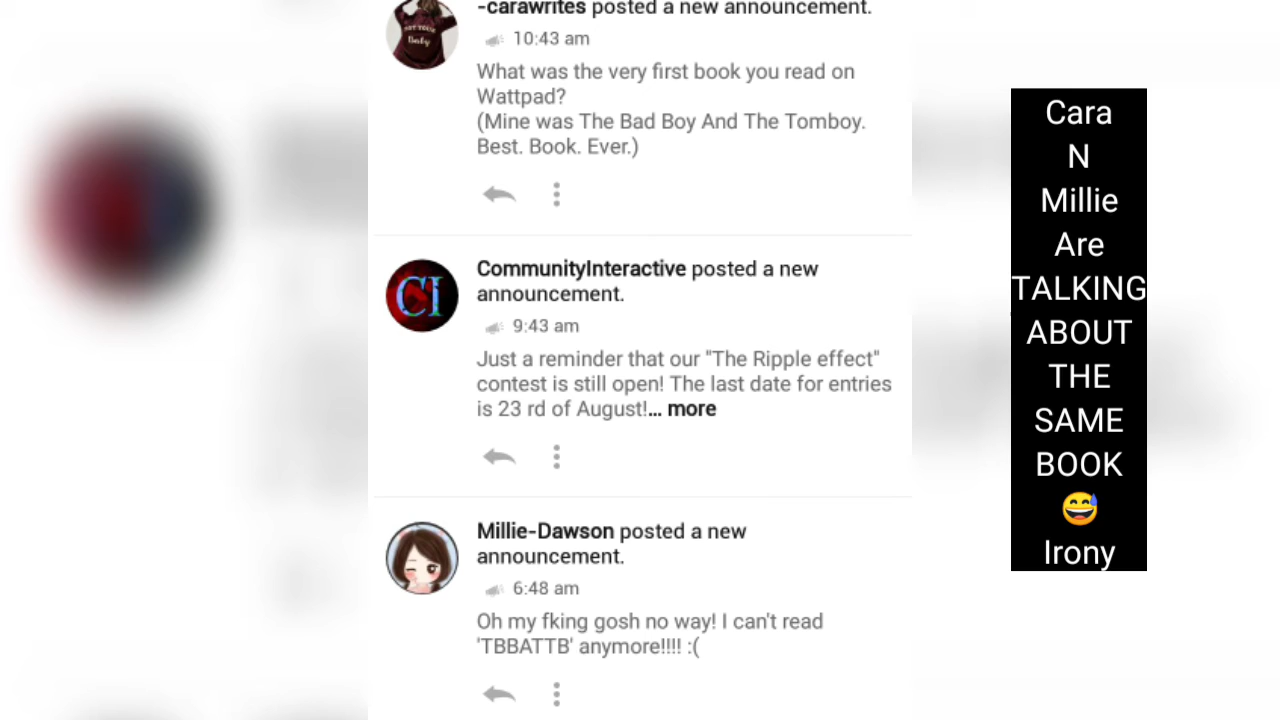 -carawrites posted a new announcement.
10:43 am
What was the very first book you read on
Wattpad?
(Mine was The Bad Boy And The Tomboy.
Best. Book. Ever.)
CommunityInteractive posted a new
announcement.
9:43 am
Just a reminder that our "The Ripple effect"
contest is still open! The last date for entries
is 23 rd of August!... more
Millie-Dawson posted a new
announcement.
6:48 am
Oh my fking gosh no way! I can't read
'TBBATTB' anymore!!!! :(
NOT YOUR
Baby
CI
Cara
N
Millie
Are
TALKING
ABOUT
THE
SAME
BOOK
😅
Irony